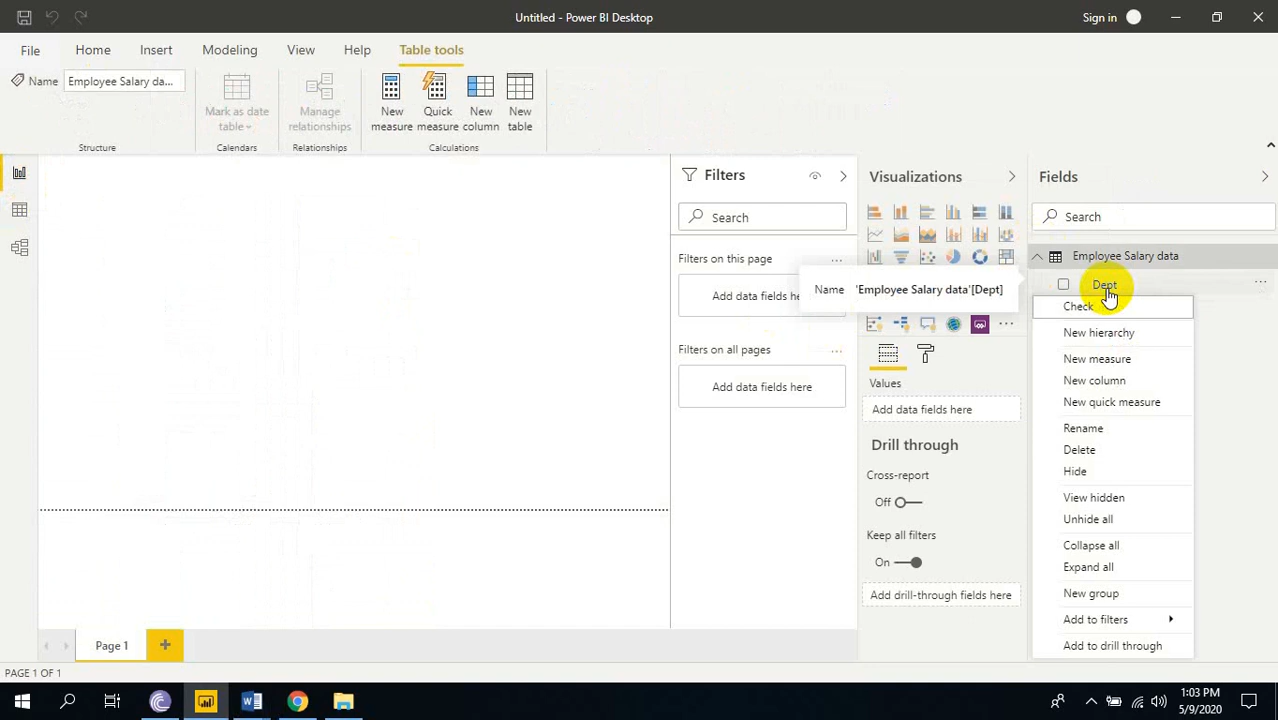 Untitled - Power BI Desktop
Sign in
File
Home
Insert
Modeling
View
Help
Table tools
Name
Employee Salary da...
Mark as date
table
Manage
relationships
New
measure
Quick
measure
New
column
New
table
Structure
Calendars
Relationships
Calculations
Filters
Search
Filters on this page
...
Add data fields he
Filters on all pages
...
Add data fields here
Visualizations
Name 'Employee Salary data'[Dept]
...
Values
Add data fields here
Drill through
Cross-report
Off
Keep all filters
On
Add drill-through fields here
Fields
Search
Employee Salary data
Dept
...
Check
New hierarchy
New measure
New column
New quick measure
Rename
Delete
Hide
View hidden
Unhide all
Collapse all
Expand all
New group
Add to filters
Add to drill through
Page 1
PAGE 1 OF 1
1:03 PM
5/9/2020